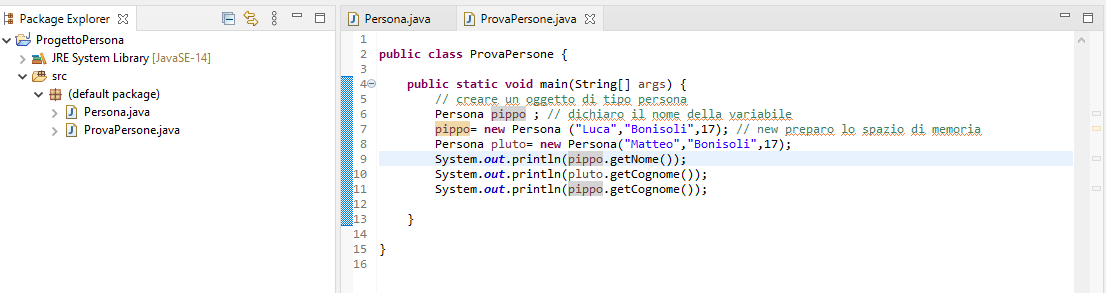 Package Explorer
ProgettoPersona
JRE System Library [JavaSE-14]
src
(default package)
Persona.java
ProvaPersone.java
Persona.java
ProvaPersone.java
1
2 public class ProvaPersone {
3
4 public static void main(String[] args) {
5 // creare un oggetto di tipo persona
6 Persona pippo ; // dichiaro il nome della variabile
7 pippo= new Persona ("Luca","Bonisoli",17); // new preparo lo spazio di memoria
8 Persona pluto= new Persona("Matteo","Bonisoli",17);
9 System.out.println(pippo.getNome());
10 System.out.println(pluto.getCognome());
11 System.out.println(pippo.getCognome());
12
13 }
14
15 }
16